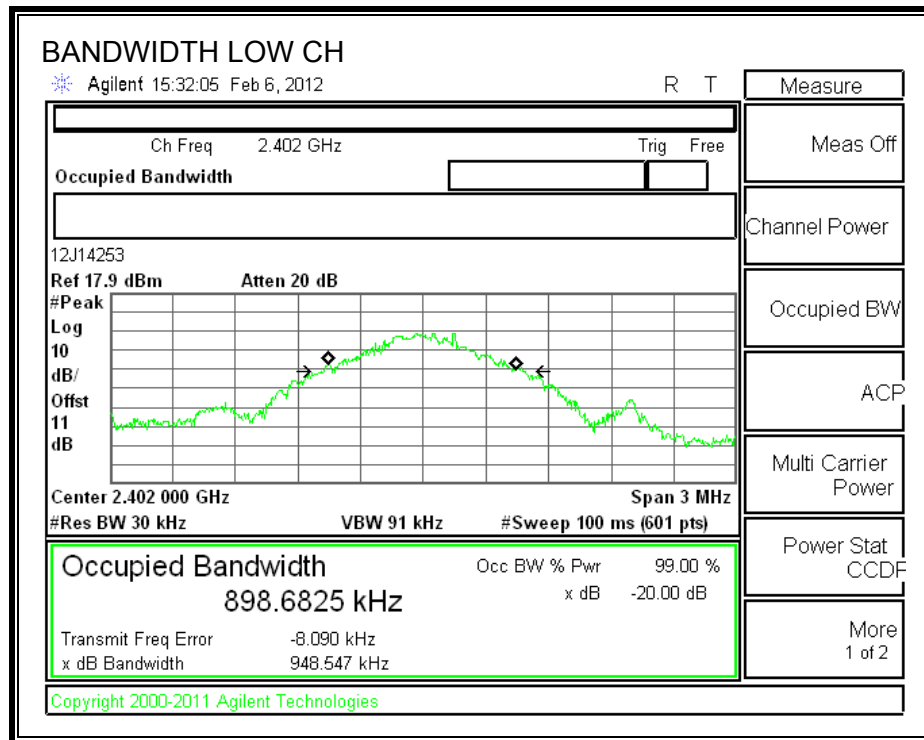 BANDWIDTH LOW CH
Agilent 15:32:05 Feb 6, 2012 R T
Measure
Ch Freq 2.402 GHz Trig Free
Meas Off
Occupied Bandwidth
Channel Power
12J14253
Ref 17.9 dBm Atten 20 dB
#Peak
Log
10
dB/
Offst
11
dB
Occupied BW
ACP
Multi Carrier
Power
Center 2.402 000 GHz Span 3 MHz
#Res BW 30 kHz VBW 91 kHz #Sweep 100 ms (601 pts)
Power Stat
CCDF
Occupied Bandwidth Occ BW % Pwr 99.00 %
898.6825 kHz x dB -20.00 dB
Transmit Freq Error -8.090 kHz
x dB Bandwidth 948.547 kHz
More
1 of 2
Copyright 2000-2011 Agilent Technologies